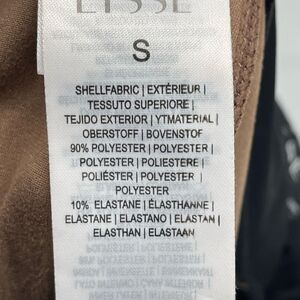 LYSSÉ
S
SHELLFABRIC | EXTÉRIEUR |
TESSUTO SUPERIORE |
TEJIDO EXTERIOR | YTMATERIAL |
OBERSTOFF | BOVENSTOF
90% POLYESTER | POLYESTER |
POLYESTER | POLIESTERE |
POLIÉSTER | POLYESTER |
POLYESTER
10% ELASTANE | ÉLASTHANNE |
ELASTANE | ELASTANO | ELASTAN |
ELASTHAN | ELASTAAN